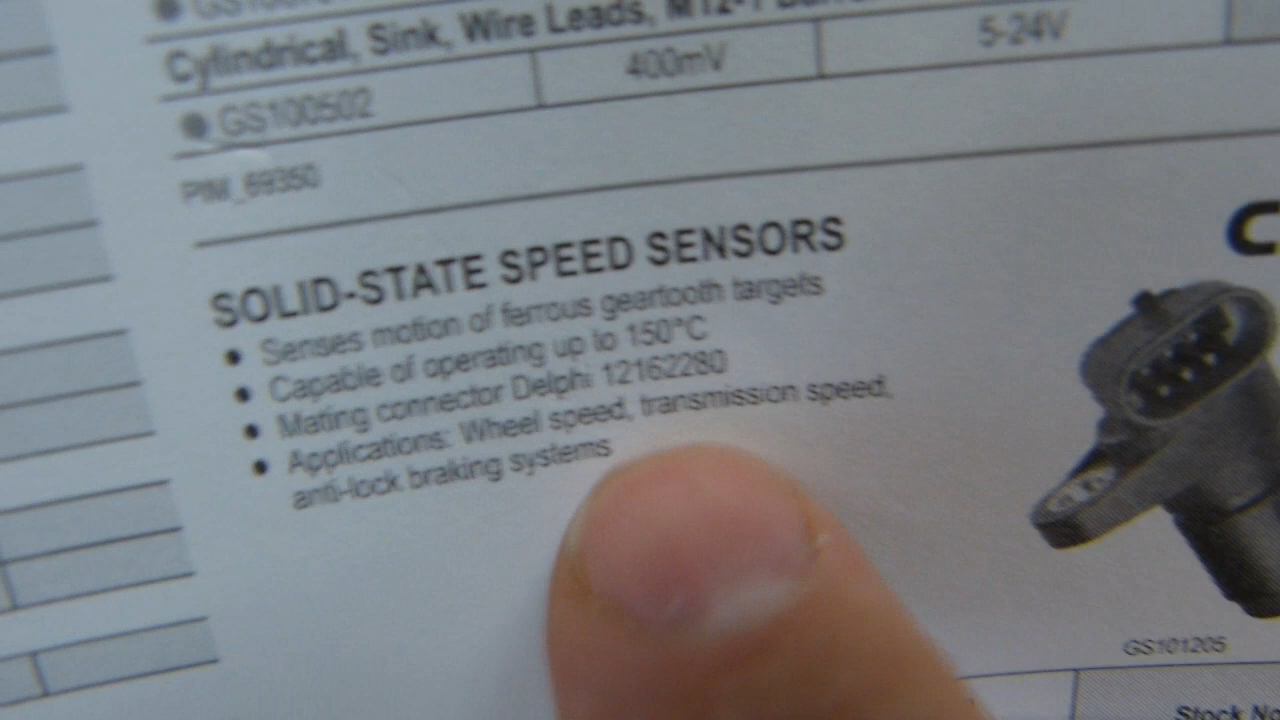 Cylindrical, Sink, Wire Leads,
400mV
5-24V
GS100502
PIM_69350
SOLID-STATE SPEED SENSORS
● Senses motion of ferrous geartooth targets
● Capable of operating up to 150°C
● Mating connector Delphi 12162280
● Applications: Wheel speed, transmission speed,
anti-lock braking systems
GS101205
Stock